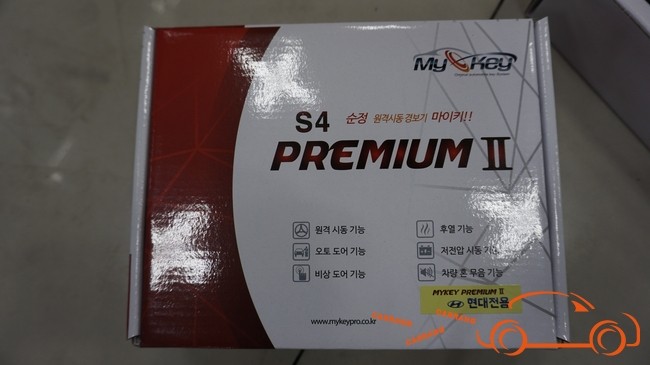 My Key
S4 순정 원격시동 경보기 마이키!!
PREMIUM II
원격 시동 기능
후열 기능
오토 도어 기능
저전압 시동 기능
비상 도어 기능
차량 혼 무음 기능
MYKEY PREMIUM II
현대전용
www.mykeypro.co.kr